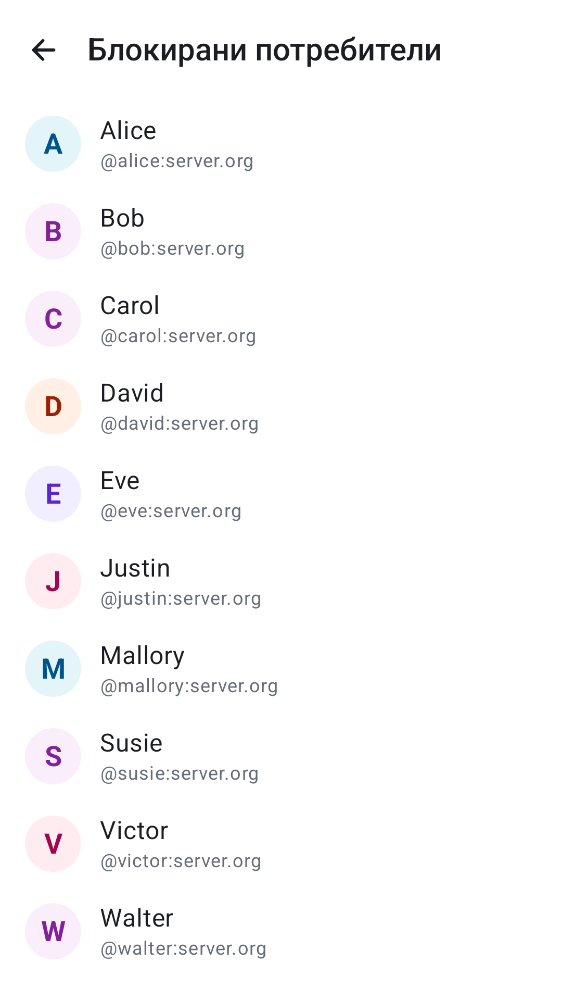 Блокирани потребители
A
Alice
@alice:server.org
B
Bob
@bob:server.org
C
Carol
@carol:server.org
D
David
@david:server.org
E
Eve
@eve:server.org
J
Justin
@justin:server.org
M
Mallory
@mallory:server.org
S
Susie
@susie:server.org
V
Victor
@victor:server.org
W
Walter
@walter:server.org